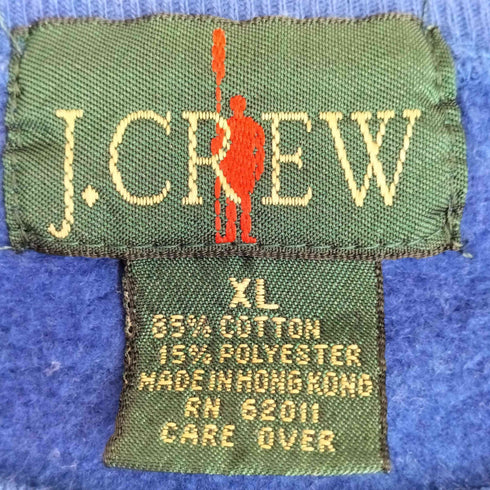 J.CREW
XL
85% COTTON
15% POLYESTER
MADE IN HONG KONG
RN 62011
CARE OVER